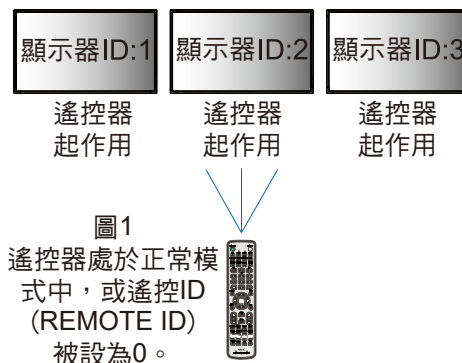 顯示器ID:1
顯示器ID:2
顯示器ID:3
遙控器
起作用
遙控器
起作用
遙控器
起作用
圖1
遙控器處於正常模
式中，或遙控ID
（REMOTE ID）
被設為0。